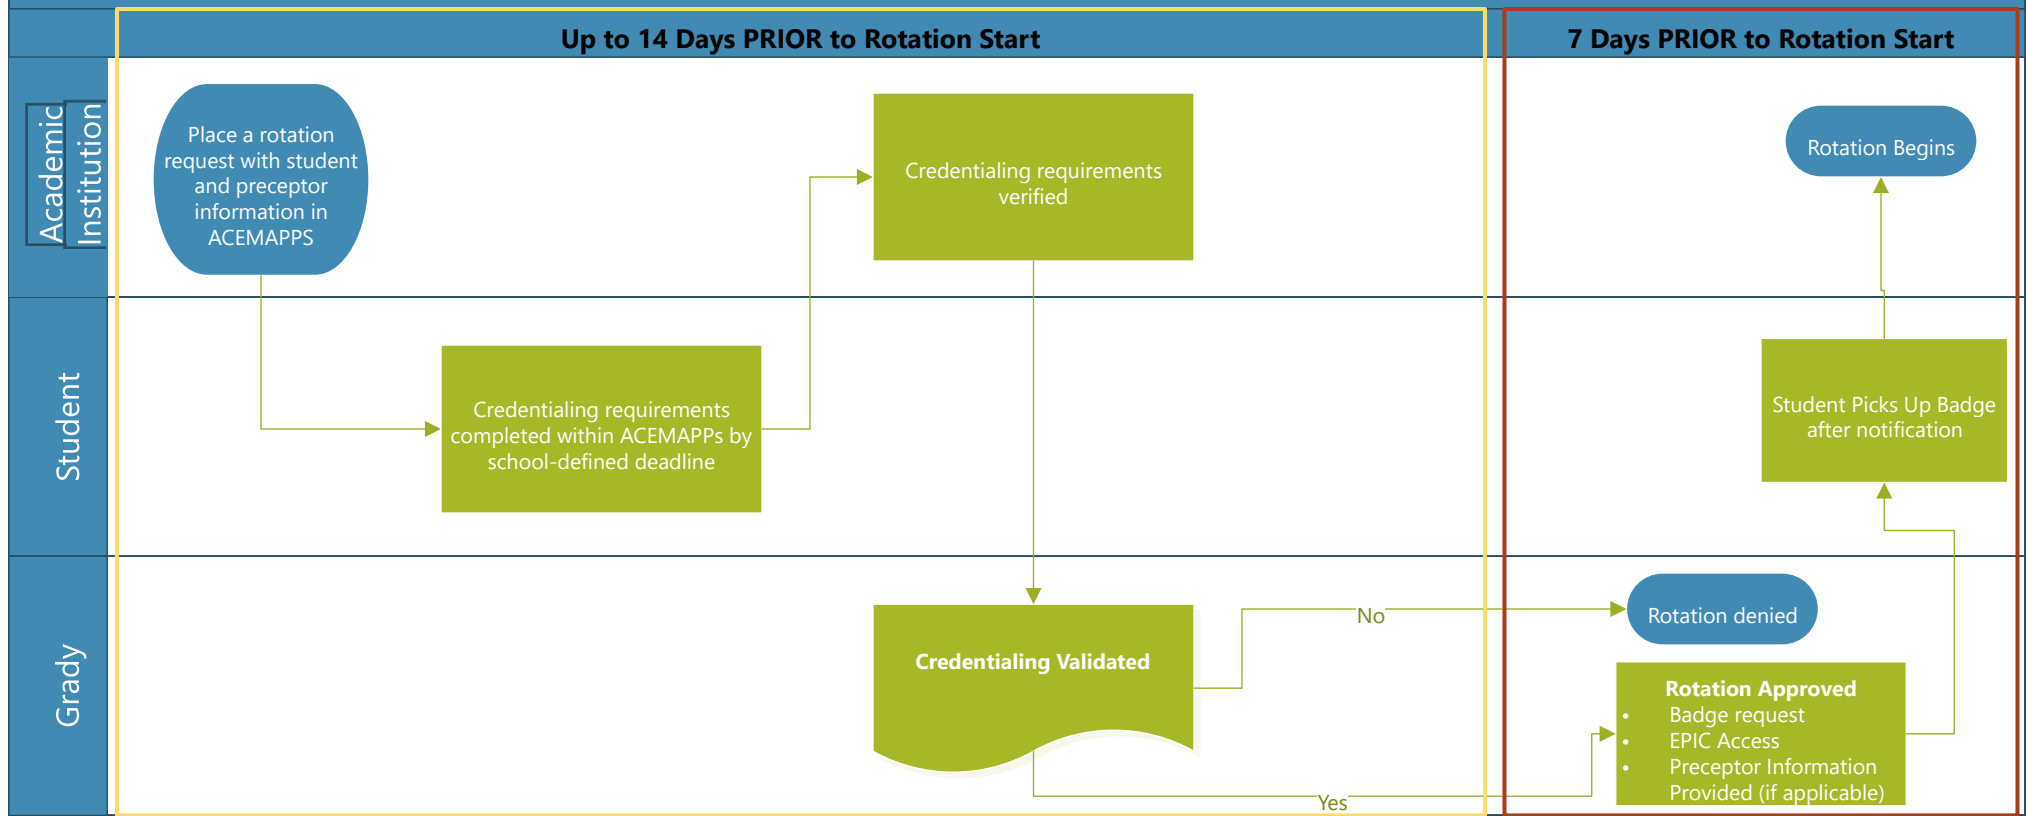 Up to 14 Days PRIOR to Rotation Start
7 Days PRIOR to Rotation Start
Academic
Institution
Place a rotation
request with student
and preceptor
information in
ACEMAPPS
Credentialing requirements
verified
Rotation Begins
Student
Credentialing requirements
completed within ACEMAPPs by
school-defined deadline
Student Picks Up Badge
after notification
Grady
Credentialing Validated
No
Yes
Rotation denied
Rotation Approved
• Badge request
• EPIC Access
• Preceptor Information
Provided (if applicable)